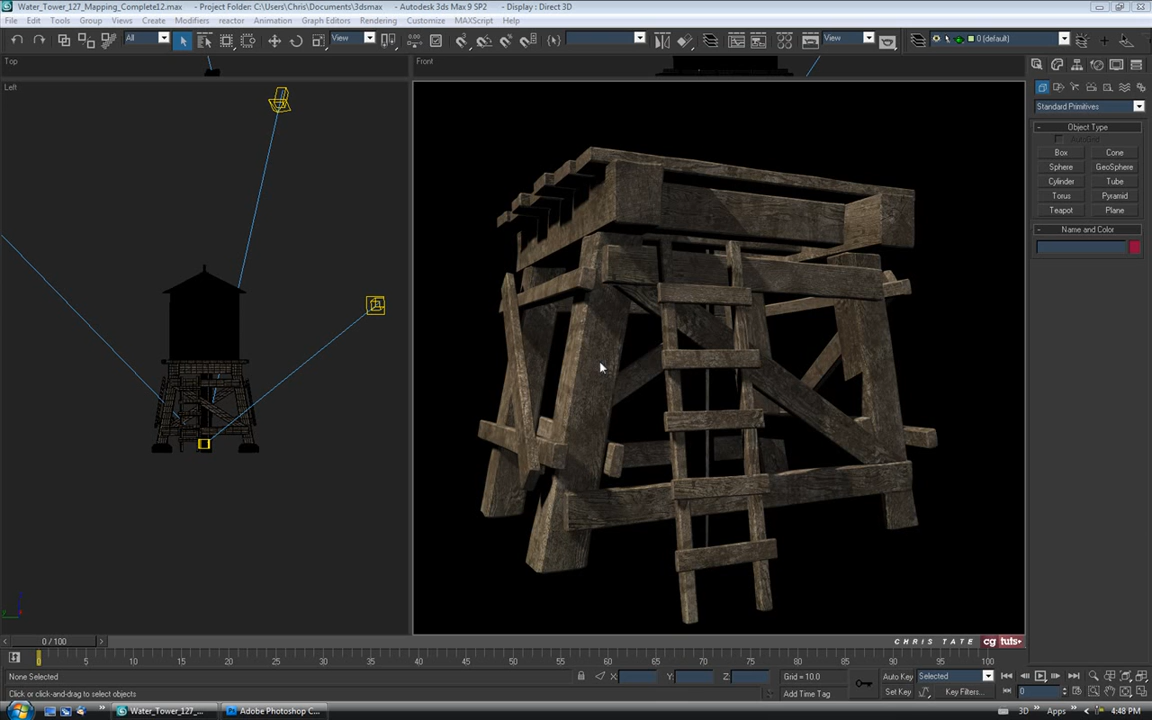 Water_Tower_127_Mapping_Complete12.max - Project Folder: C:\Users\Chris\Documents\3dsmax - Autodesk 3ds Max 9 SP2 - Display : Direct 3D
File Edit Tools Group Views Create Modifiers reactor Animation Graph Editors Rendering Customize MAXScript Help
All View View 0 (default)
Top Front
Left
Standard Primitives
- Object Type
AutoGrid
Box Cone
Sphere GeoSphere
Cylinder Tube
Torus Pyramid
Teapot Plane
- Name and Color
< 0 / 100 >
CHRIS TATE cg tuts+
0 5 10 15 20 25 30 35 40 45 50 55 60 65 70 75 80 85 90 95 100
None Selected X: Y: Z: Grid = 10.0 Auto Key Selected
Click or click-and-drag to select objects Add Time Tag Set Key Key Filters... 0
Water_Tower_127_... Adobe Photoshop C... 3D » Apps » 4:48 PM